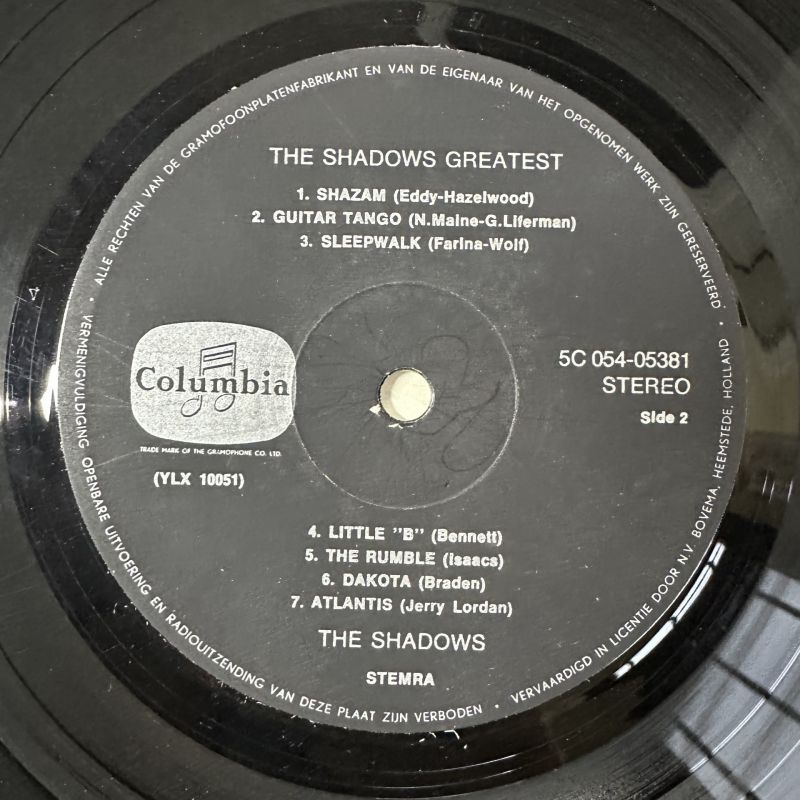 ALLE RECHTEN VAN DE GRAMOFOONPLATENFABRIKANT EN VAN DE EIGENAAR VAN HET OPGENOMEN WERK ZIJN GERESERVEERD •
THE SHADOWS GREATEST
1. SHAZAM (Eddy-Hazelwood)
2. GUITAR TANGO (N.Maine-G.Liferman)
3. SLEEPWALK (Farina-Wolf)
Columbia
TRADE MARK OF THE GRAMOPHONE CO. LTD.
(YLX 10051)
5C 054-05381
STEREO
Side 2
4. LITTLE "B" (Bennett)
5. THE RUMBLE (Isaacs)
6. DAKOTA (Braden)
7. ATLANTIS (Jerry Lordan)
THE SHADOWS
STEMRA
VERMENIGVULDIGING OPENBARE UITVOERING EN RADIOUITZENDING VAN DEZE PLAAT ZIJN VERBODEN •
VERVAARDIGD IN LICENTIE DOOR N.V. BOVEMA, HEEMSTEDE, HOLLAND •
4